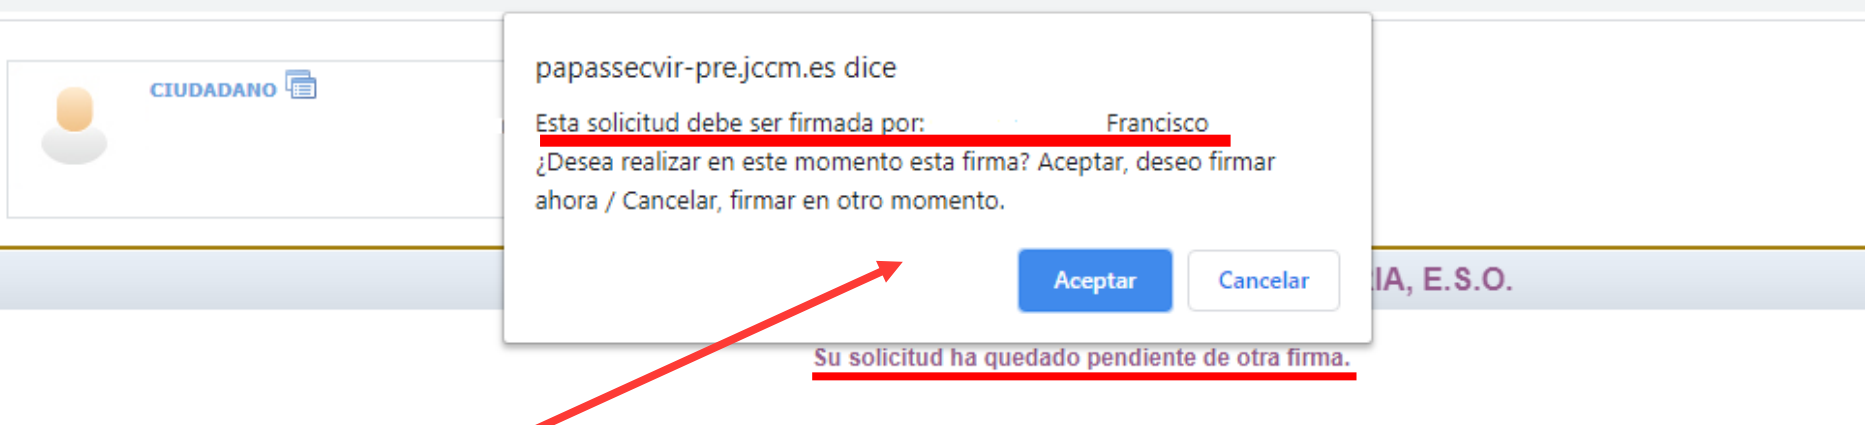 CIUDADANO
papassecvir-pre.jccm.es dice
Esta solicitud debe ser firmada por: Francisco
¿Desea realizar en este momento esta firma? Aceptar, deseo firmar
ahora / Cancelar, firmar en otro momento.
Aceptar
Cancelar
IA, E.S.O.
Su solicitud ha quedado pendiente de otra firma.